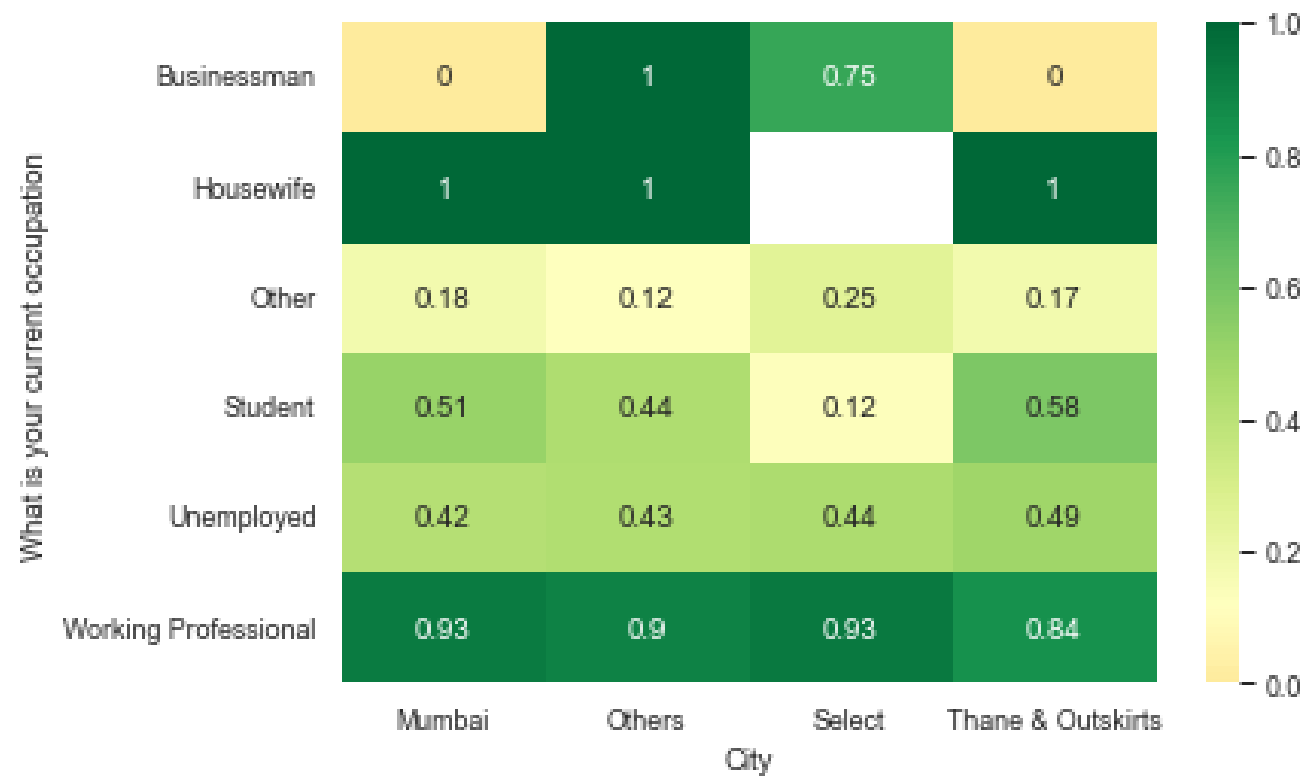 Businessman 0 1 0.75 0
Housewife 1 1 1
Other 0.18 0.12 0.25 0.17
Student 0.51 0.44 0.12 0.58
Unemployed 0.42 0.43 0.44 0.49
Working Professional 0.93 0.9 0.93 0.84
Mumbai Others Select Thane & Outskirts
City
What is your current occupation
1.0
0.8
0.6
0.4
0.2
0.0